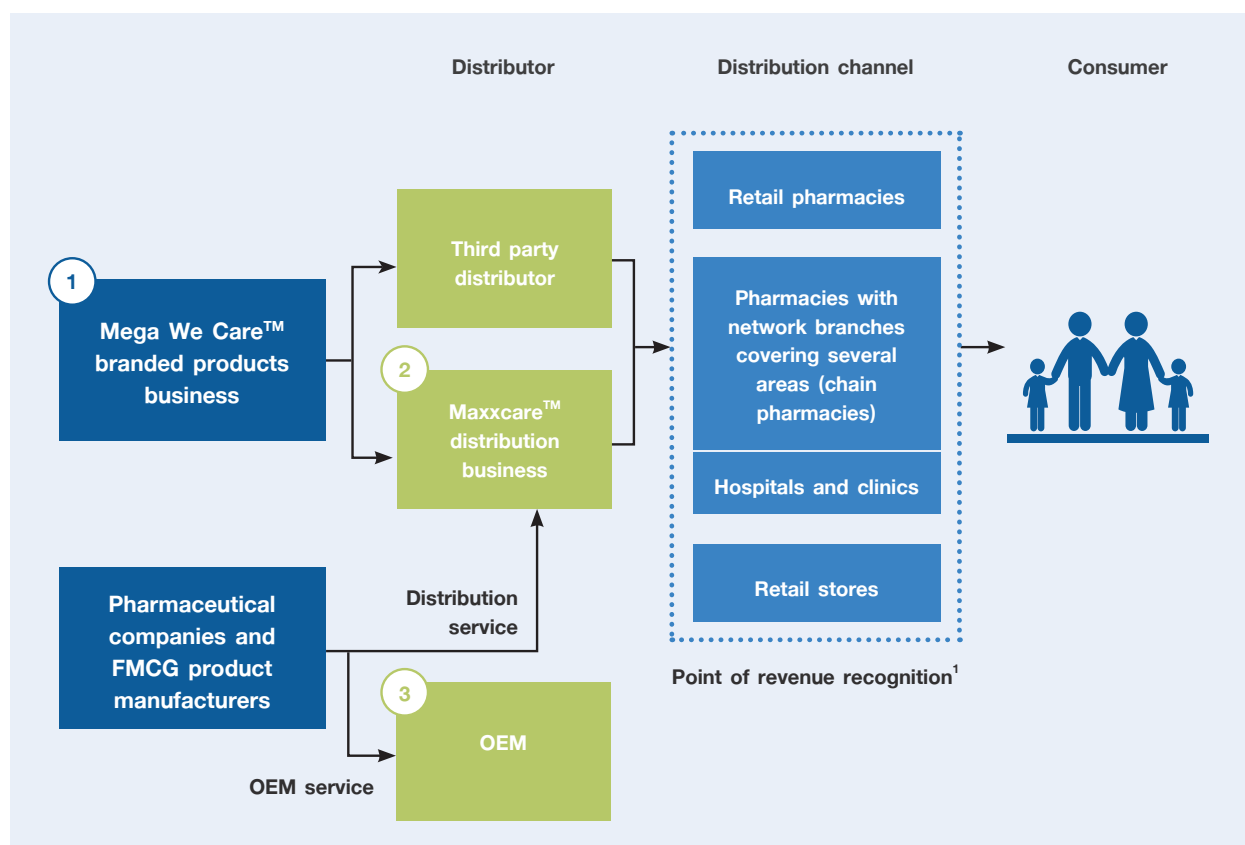 Distributor
Distribution channel
Consumer
1
Mega We Care™
branded products
business
Third party
distributor
2
Maxxcare™
distribution
business
Retail pharmacies
Pharmacies with
network branches
covering several
areas (chain
pharmacies)
Hospitals and clinics
Retail stores
Point of revenue recognition¹
Pharmaceutical
companies and
FMCG product
manufacturers
Distribution
service
3
OEM
OEM service